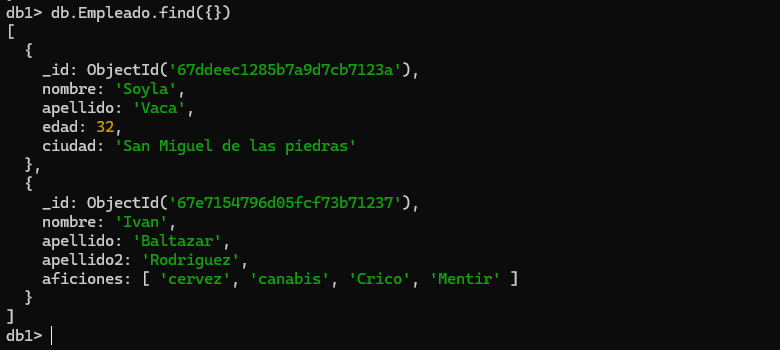 db1> db.Empleado.find({})
[
  {
    _id: ObjectId('67ddeec1285b7a9d7cb7123a'),
    nombre: 'Soyla',
    apellido: 'Vaca',
    edad: 32,
    ciudad: 'San Miguel de las piedras'
  },
  {
    _id: ObjectId('67e7154796d05fcf73b71237'),
    nombre: 'Ivan',
    apellido: 'Baltazar',
    apellido2: 'Rodriguez',
    aficiones: [ 'cervez', 'canabis', 'Crico', 'Mentir' ]
  }
]
db1>